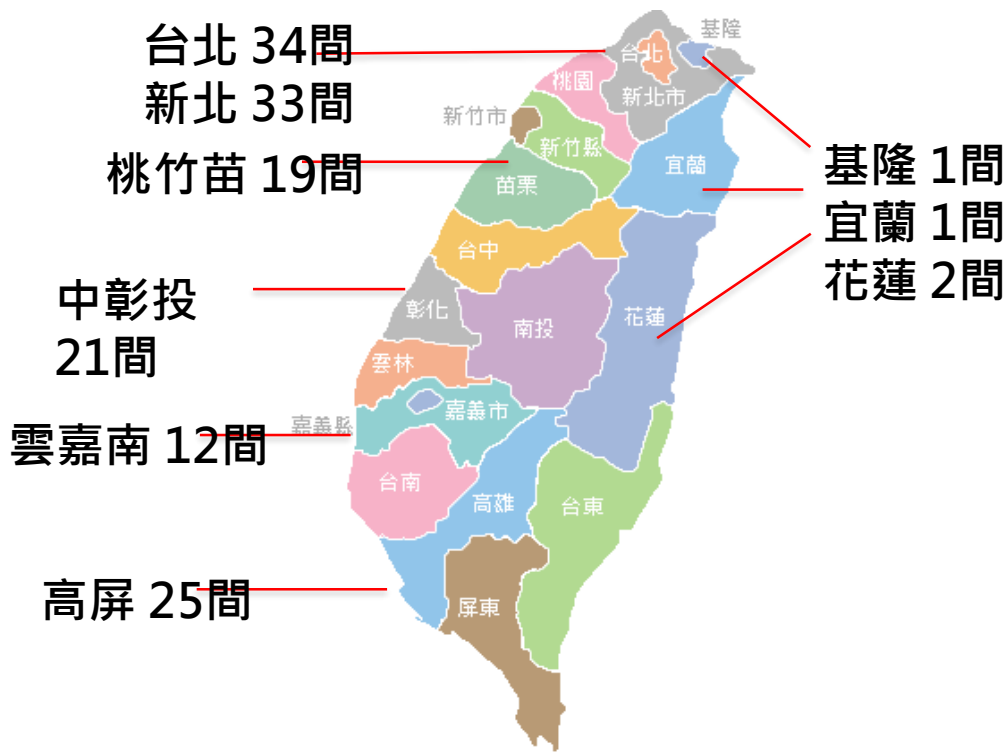 台北 34間
新北 33間
桃竹苗 19間
中彰投
21間
雲嘉南 12間
高屏 25間
基隆 1間
宜蘭 1間
花蓮 2間
基隆
台北
桃園
新北市
新竹市
新竹縣
宜蘭
苗栗
台中
彰化
南投
花蓮
雲林
嘉義市
嘉義縣
台南
高雄
台東
屏東